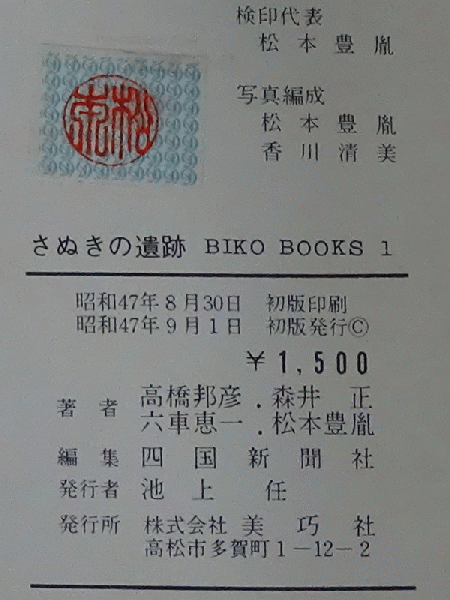 検印代表
松本豊胤
写真編成
松本豊胤
香川清美
松本
さぬきの遺跡 BIKO BOOKS 1
昭和47年8月30日 初版印刷
昭和47年9月1日 初版発行Ⓒ
¥1,500
著者 高橋邦彦・森井 正
六車恵一・松本豊胤
編集 四国新聞社
発行者 池上 任
発行所 株式会社 美巧社
高松市多賀町1−12−2